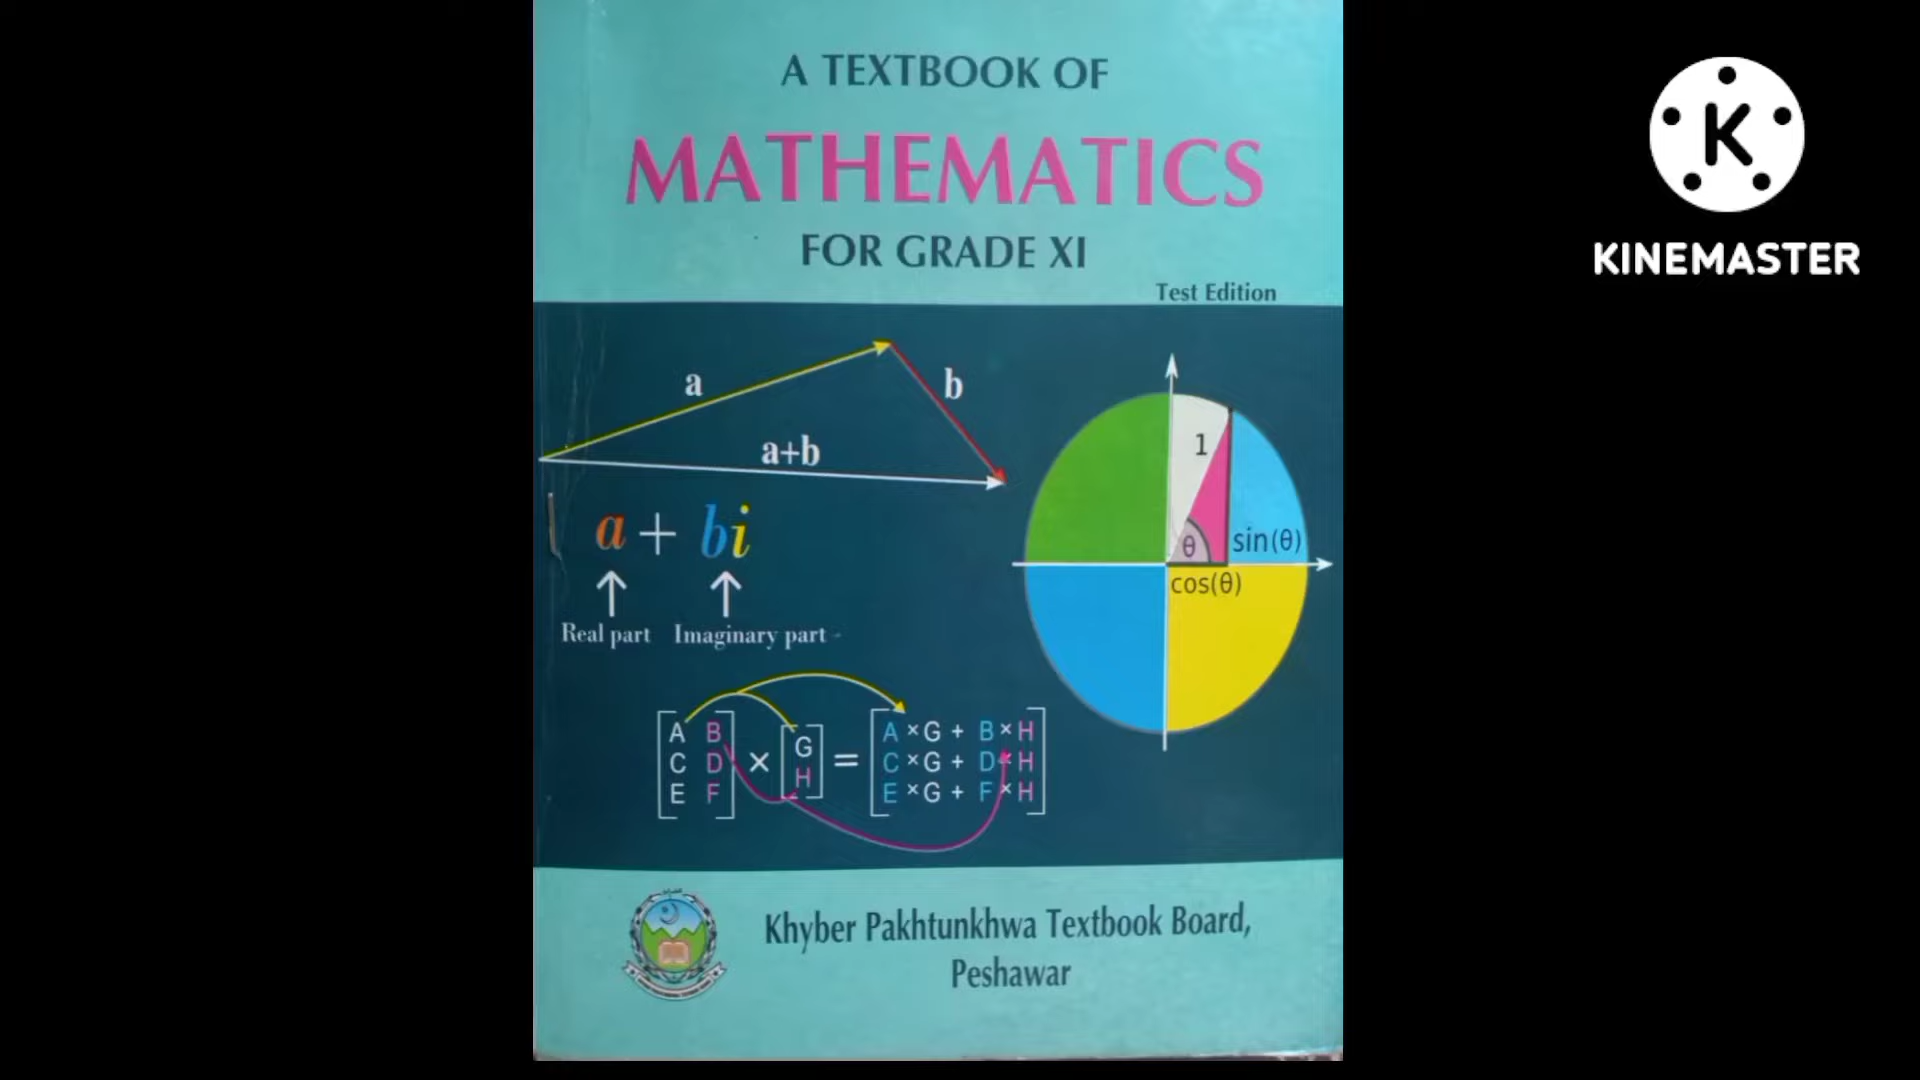 A TEXTBOOK OF
MATHEMATICS
FOR GRADE XI
Test Edition
a
b
a+b
a + bi
Real part Imaginary part
1
θ
sin(θ)
cos(θ)
A B
C D
E F
×
G
H
=
A × G + B × H
C × G + D × H
E × G + F × H
Khyber Pakhtunkhwa Textbook Board,
Peshawar
K
KINEMASTER